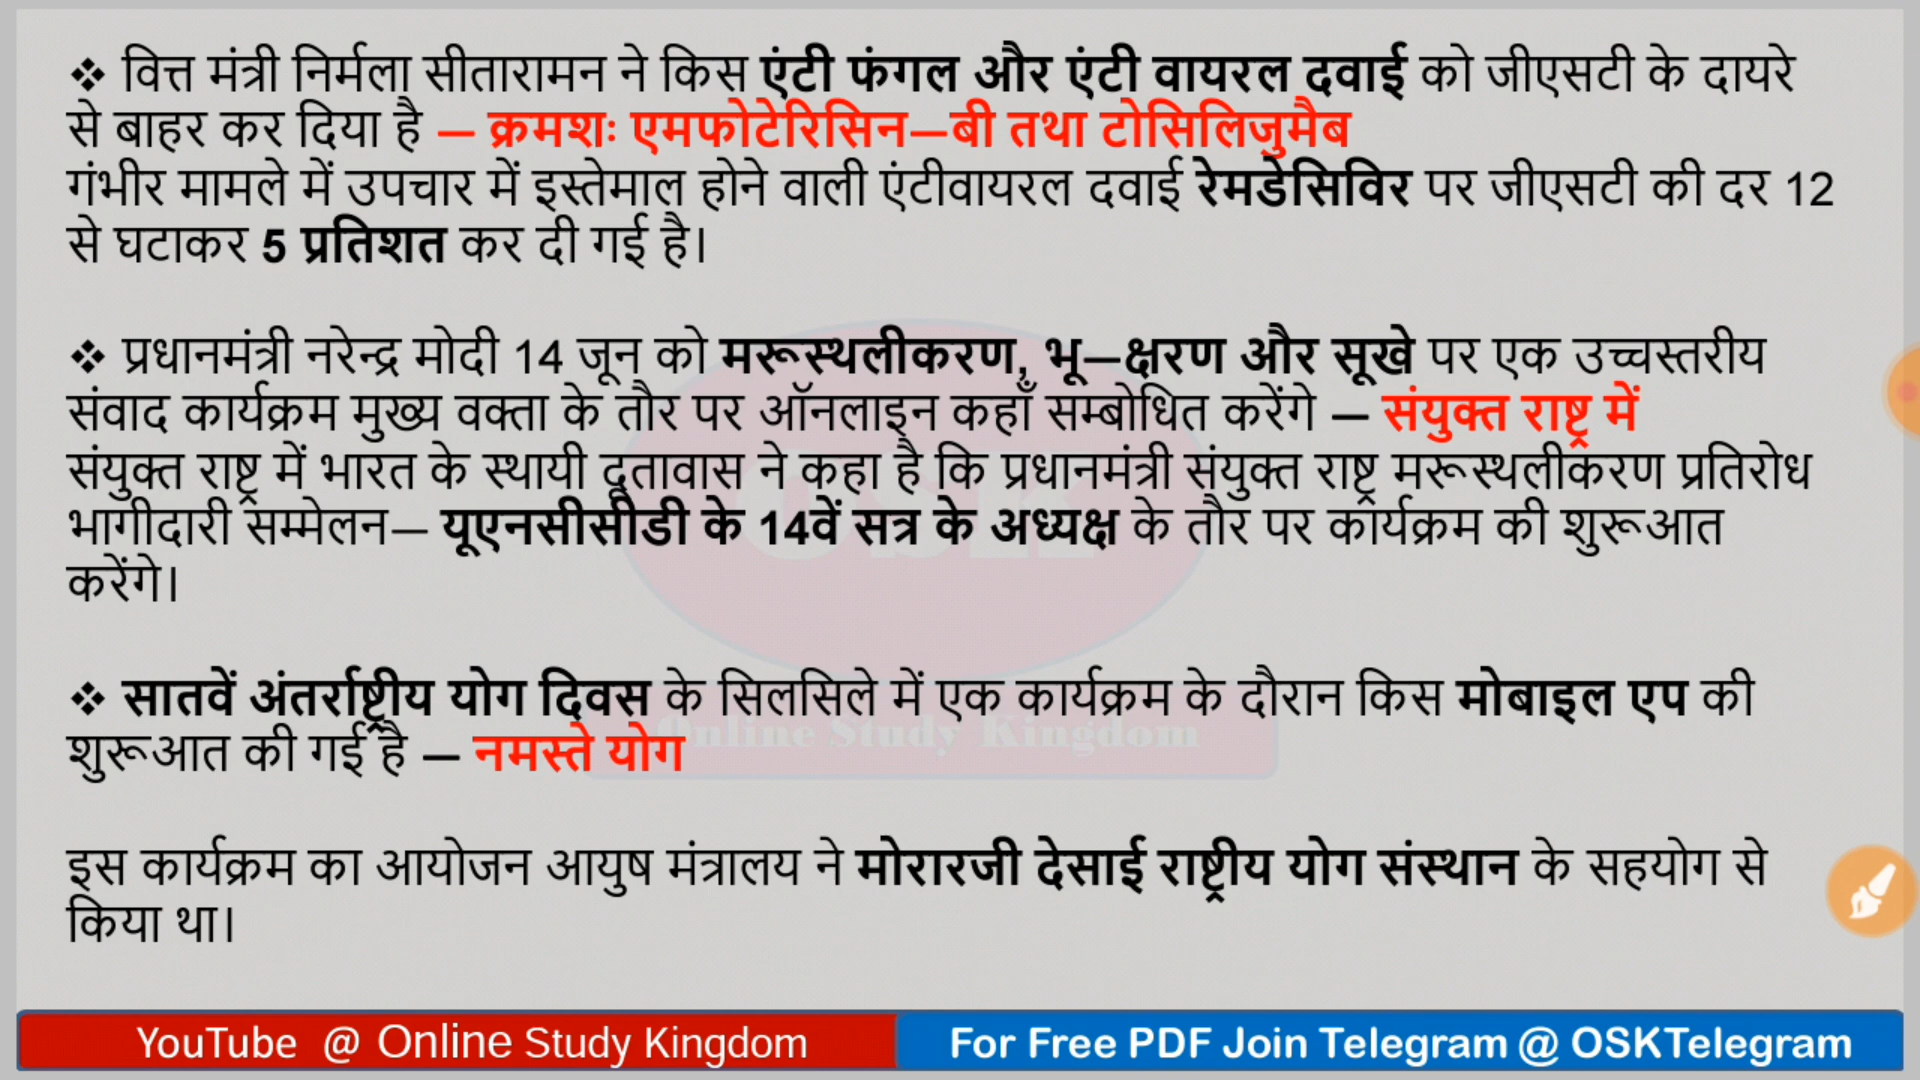 ❖ वित्त मंत्री निर्मला सीतारामन ने किस एंटी फंगल और एंटी वायरल दवाई को जीएसटी के दायरे
से बाहर कर दिया है – क्रमशः एमफोटेरिसिन–बी तथा टोसिलिजुमैब
गंभीर मामले में उपचार में इस्तेमाल होने वाली एंटीवायरल दवाई रेमडेसिविर पर जीएसटी की दर 12
से घटाकर 5 प्रतिशत कर दी गई है।
❖ प्रधानमंत्री नरेन्द्र मोदी 14 जून को मरूस्थलीकरण, भू–क्षरण और सूखे पर एक उच्चस्तरीय
संवाद कार्यक्रम मुख्य वक्ता के तौर पर ऑनलाइन कहाँ सम्बोधित करेंगे – संयुक्त राष्ट्र में
संयुक्त राष्ट्र में भारत के स्थायी दूतावास ने कहा है कि प्रधानमंत्री संयुक्त राष्ट्र मरूस्थलीकरण प्रतिरोध
भागीदारी सम्मेलन– यूएनसीसीडी के 14वें सत्र के अध्यक्ष के तौर पर कार्यक्रम की शुरूआत
करेंगे।
❖ सातवें अंतर्राष्ट्रीय योग दिवस के सिलसिले में एक कार्यक्रम के दौरान किस मोबाइल एप की
शुरूआत की गई है – नमस्ते योग
इस कार्यक्रम का आयोजन आयुष मंत्रालय ने मोरारजी देसाई राष्ट्रीय योग संस्थान के सहयोग से
किया था।
OSK
Online Study Kingdom
YouTube @ Online Study Kingdom
For Free PDF Join Telegram @ OSKTelegram